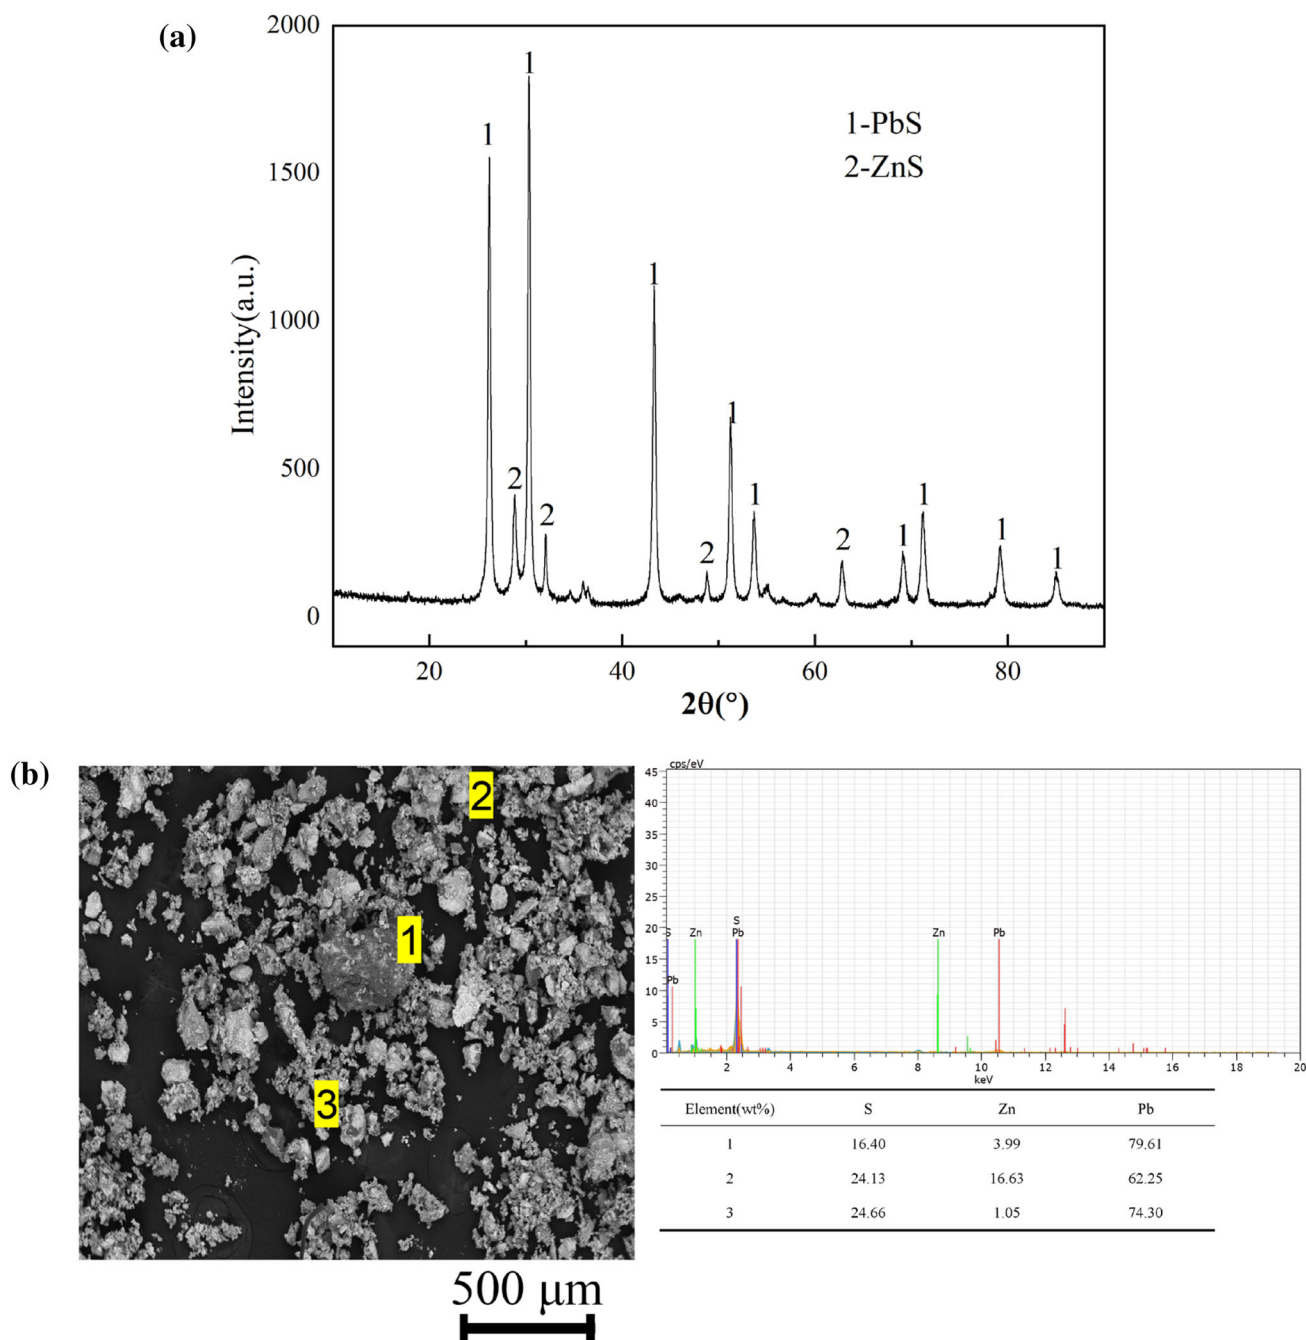 (a)
2000
1500
1000
500
0
Intensity(a.u.)
1
2
1
2
1
2
1
1
2
1
1
1
1
1-PbS
2-ZnS
20
40
60
80
2θ(°)
(b)
2
1
3
500 μm
cps/eV
45
40
35
30
25
20
15
10
5
0
S
Pb
Zn
S
Pb
Zn
Pb
2
4
6
8
10
12
14
16
18
20
keV
Element(wt%) S Zn Pb
1 16.40 3.99 79.61
2 24.13 16.63 62.25
3 24.66 1.05 74.30